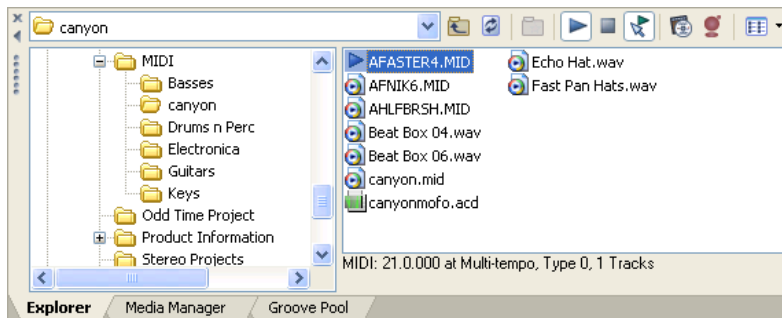 canyon
MIDI
Basses
canyon
Drums n Perc
Electronica
Guitars
Keys
Odd Time Project
Product Information
Stereo Projects
AFASTER4.MID
AFNIK6.MID
AHLFBRSH.MID
Beat Box 04.wav
Beat Box 06.wav
canyon.mid
canyonmofo.acd
Echo Hat.wav
Fast Pan Hats.wav
MIDI: 21.0.000 at Multi-tempo, Type 0, 1 Tracks
Explorer
Media Manager
Groove Pool